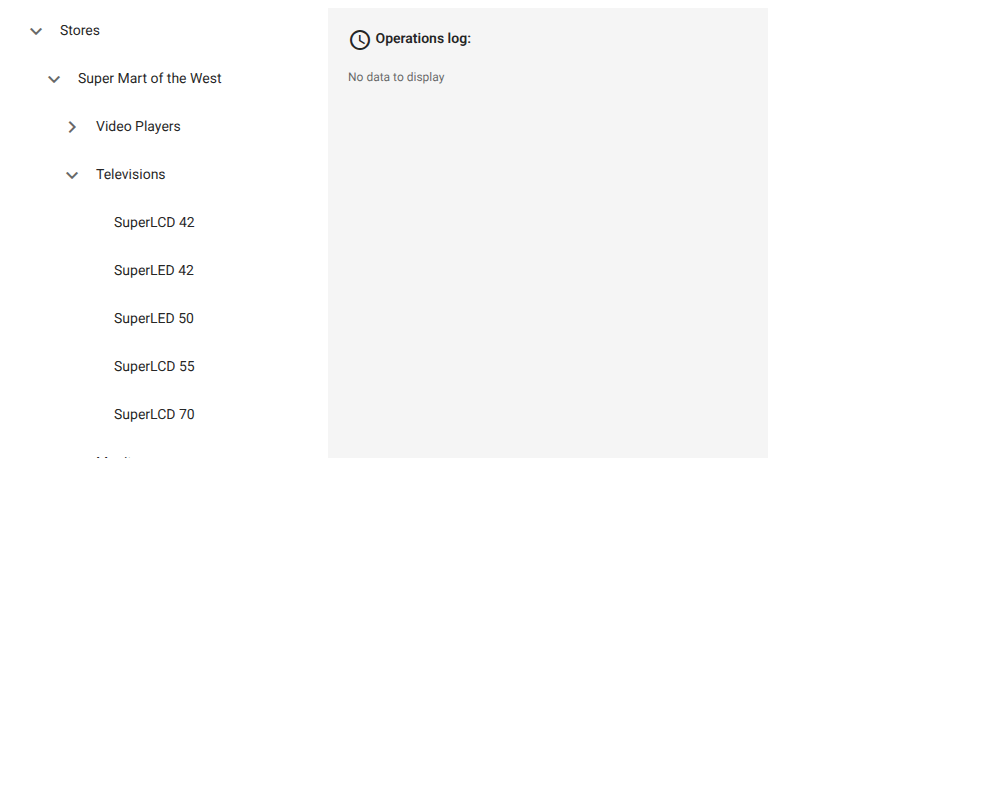 Stores
Super Mart of the West
Video Players
Televisions
SuperLCD 42
SuperLED 42
SuperLED 50
SuperLCD 55
SuperLCD 70
Operations log:
No data to display